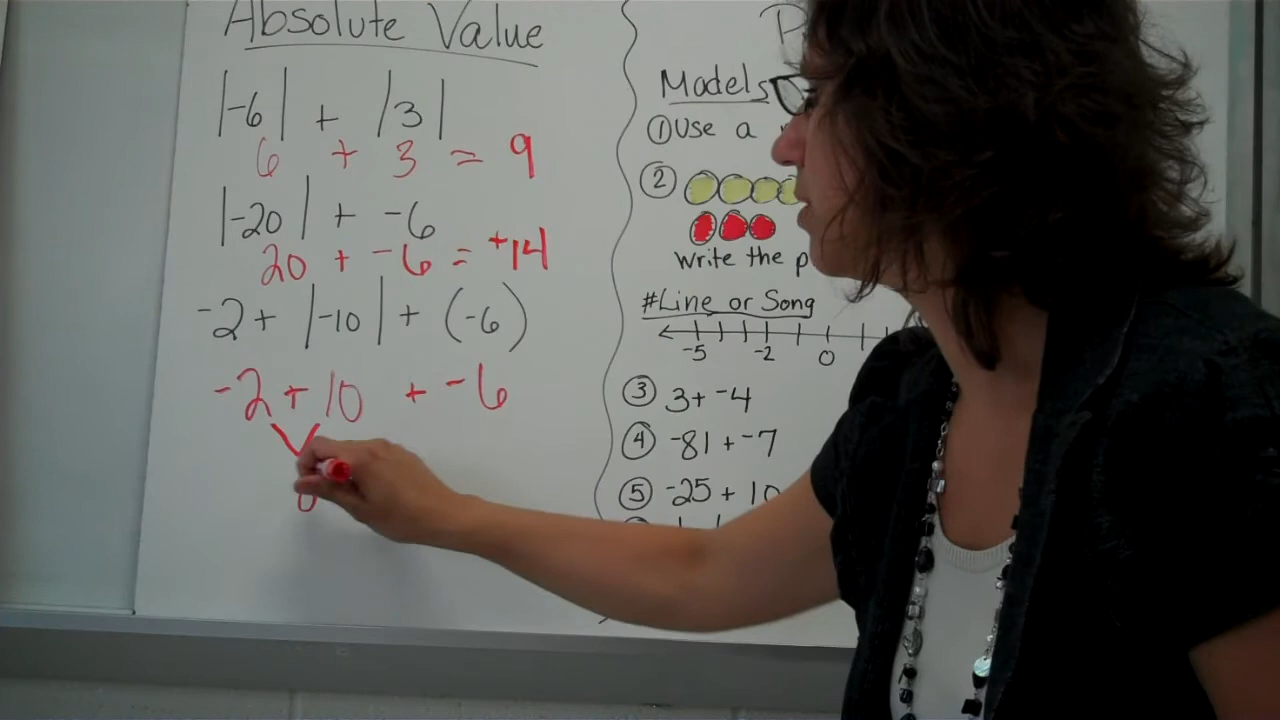 Absolute Value
|-6| + |3|
6 + 3 = 9
|-20| + -6
20 + -6 = +14
-2 + |-10| + (-6)
-2 + 10 + -6
Models
① Use a
②
write the
#Line or Song
-5 -2 0
③ 3 + -4
④ -81 + -7
⑤ -25 + 10